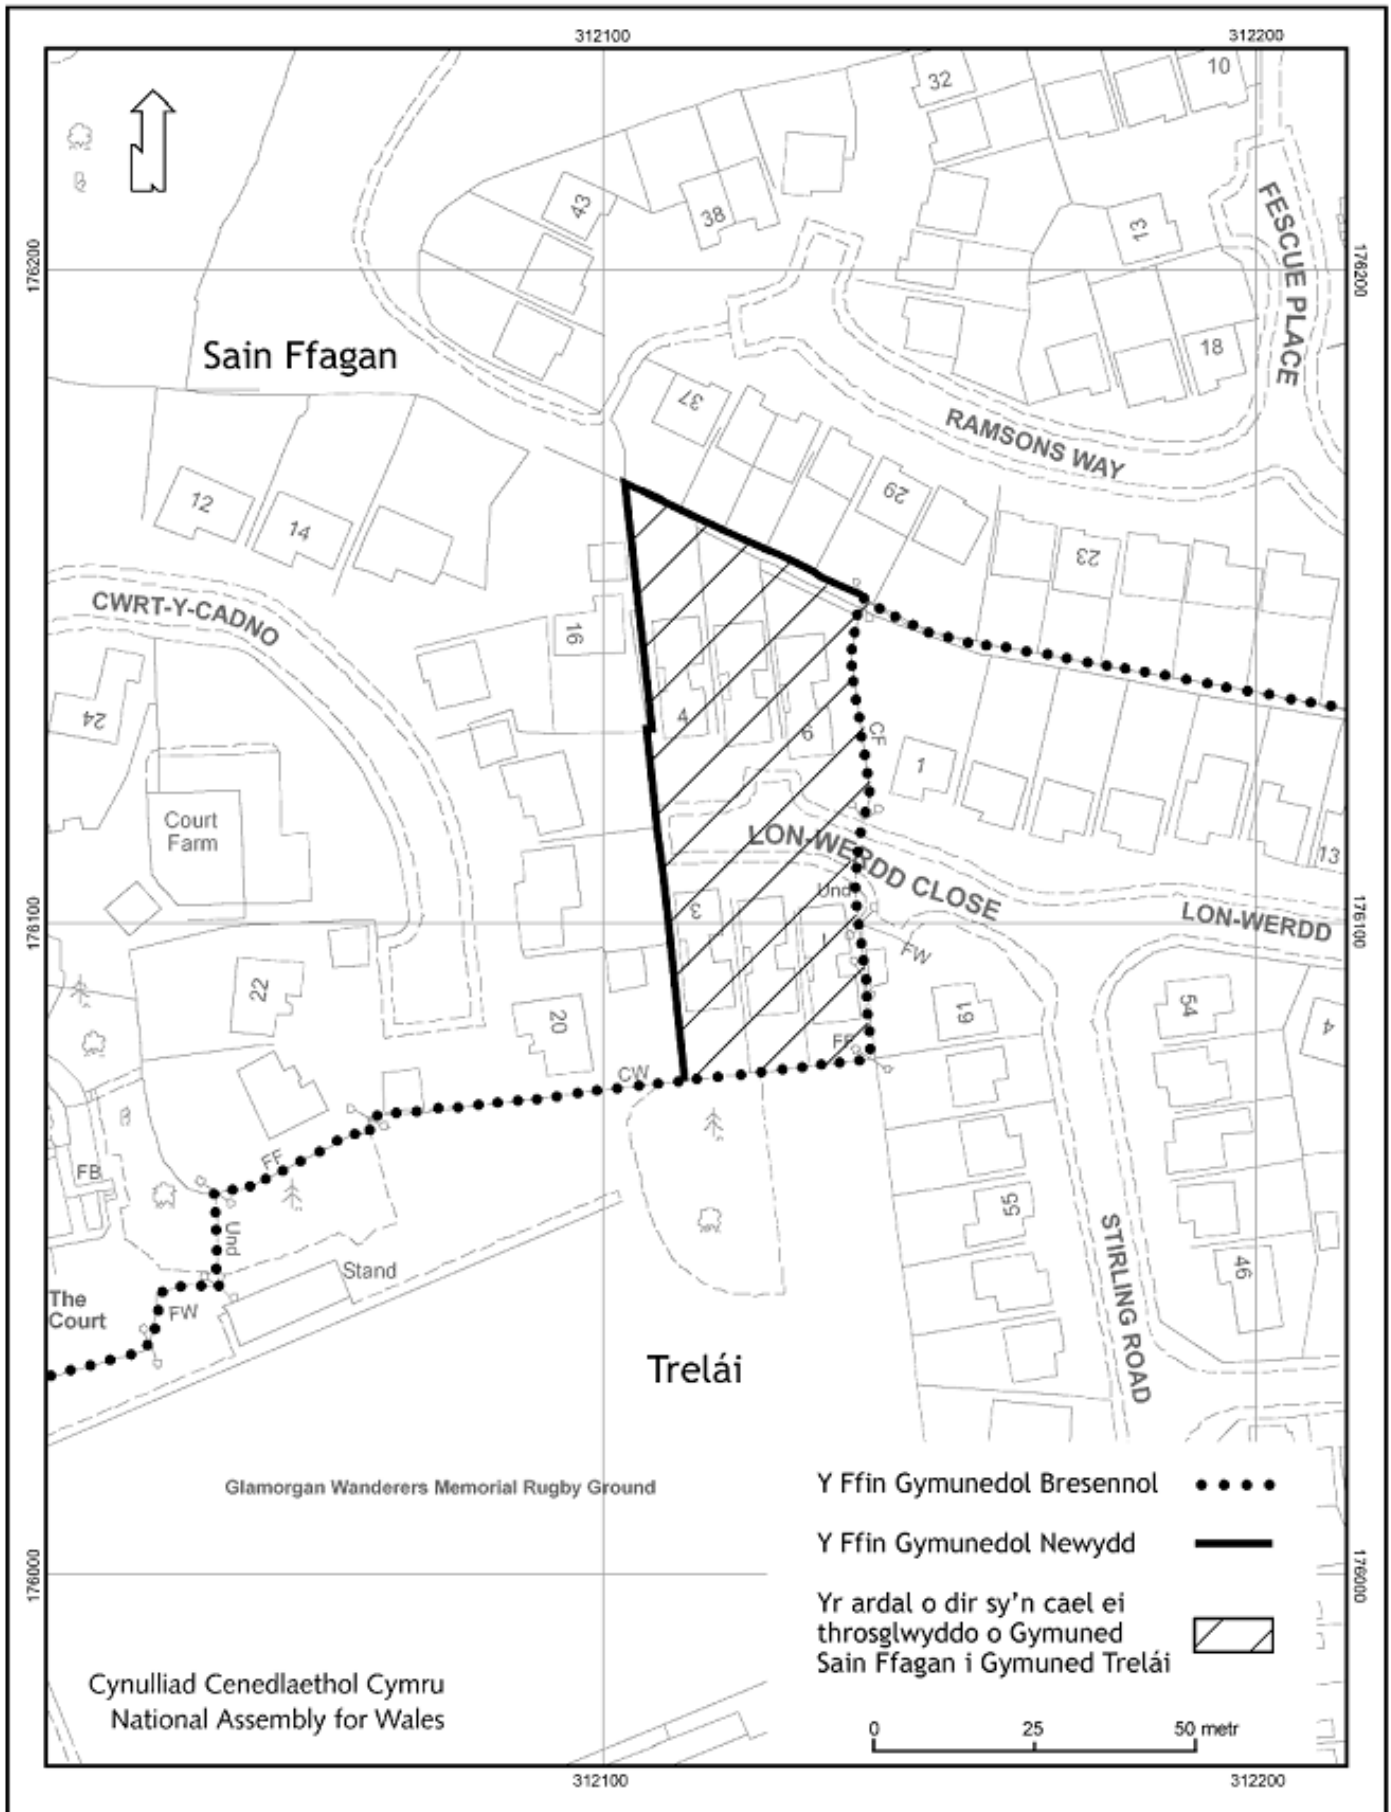 312100
312200
32
10
43
38
13
FESCUE PLACE
176200
176200
Sain Ffagan
18
37
RAMSONS WAY
29
12
14
23
CWRT-Y-CADNO
16
24
4
6
CF
1
Court
Farm
LON-WERDD CLOSE
13
Und
3
1
LON-WERDD
176100
176100
FW
22
20
61
54
4
FF
CW
FF
FB
55
Und
STIRLING ROAD
46
Stand
The
Court
FW
Trelái
Glamorgan Wanderers Memorial Rugby Ground
Y Ffin Gymunedol Bresennol
Y Ffin Gymunedol Newydd
176000
176000
Yr ardal o dir sy'n cael ei
throsglwyddo o Gymuned
Sain Ffagan i Gymuned Trelái
Cynulliad Cenedlaethol Cymru
National Assembly for Wales
0 25 50 metr
312100
312200